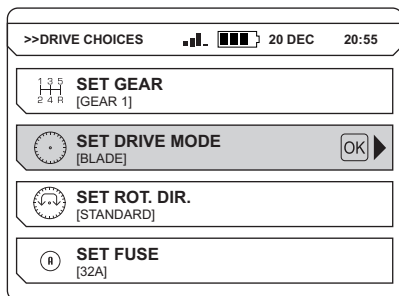 >>DRIVE CHOICES 20 DEC 20:55
1 3 5
2 4 R
SET GEAR
[GEAR 1]
SET DRIVE MODE
[BLADE]
OK
SET ROT. DIR.
[STANDARD]
A
SET FUSE
[32A]